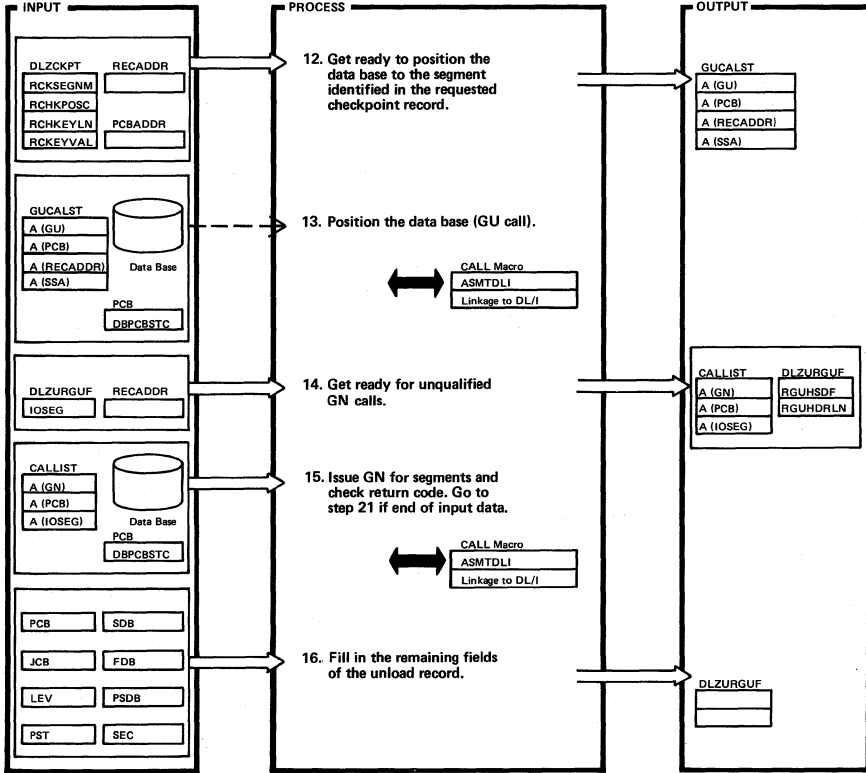 INPUT
PROCESS
OUTPUT
DLZCKPT
RECADDR
RCKSEGNM
RCHKPOSC
RCHKEYLN
PCBADDR
RCKEYVAL
12. Get ready to position the
data base to the segment
identified in the requested
checkpoint record.
GUCALST
A (GU)
A (PCB)
A (RECADDR)
A (SSA)
GUCALST
A (GU)
A (PCB)
A (RECADDR)
A (SSA)
Data Base
PCB
DBPCBSTC
13. Position the data base (GU call).
CALL Macro
ASMTDLI
Linkage to DL/I
DLZURGUF
RECADDR
IOSEG
14. Get ready for unqualified
GN calls.
CALLIST
DLZURGUF
A (GN)
RGUHSDF
A (PCB)
RGUHDRLN
A (IOSEG)
CALLIST
A (GN)
A (PCB)
A (IOSEG)
Data Base
PCB
DBPCBSTC
15. Issue GN for segments and
check return code. Go to
step 21 if end of input data.
CALL Macro
ASMTDLI
Linkage to DL/I
PCB
SDB
JCB
FDB
LEV
PSDB
PST
SEC
16. Fill in the remaining fields
of the unload record.
DLZURGUF